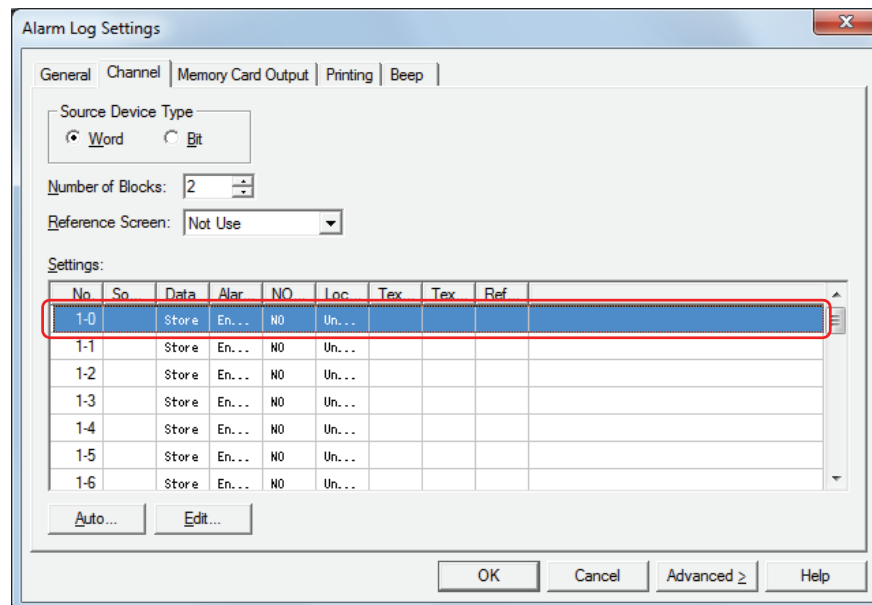 Alarm Log Settings
General Channel Memory Card Output Printing Beep
Source Device Type
Word Bit
Number of Blocks: 2
Reference Screen: Not Use
Settings:
No. So... Data Alar... NO... Loc... Tex... Tex... Ref...
1-0 Store En... NO Un...
1-1 Store En... NO Un...
1-2 Store En... NO Un...
1-3 Store En... NO Un...
1-4 Store En... NO Un...
1-5 Store En... NO Un...
1-6 Store En... NO Un...
Auto... Edit...
OK Cancel Advanced > Help